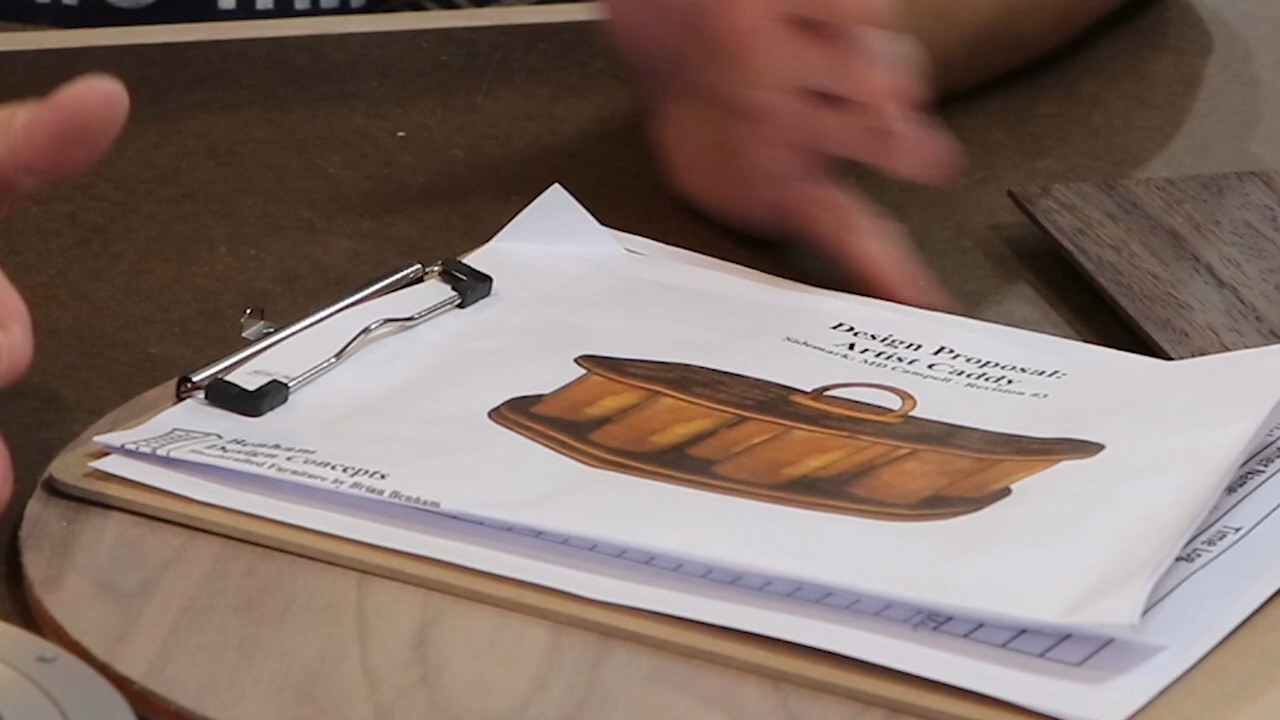 Design Proposal:
Artist Caddy
Sidemark: MD Campell - Revision #3
Benham
Design Concepts
Handcrafted Furniture by Brian Benham
Name
Time Log